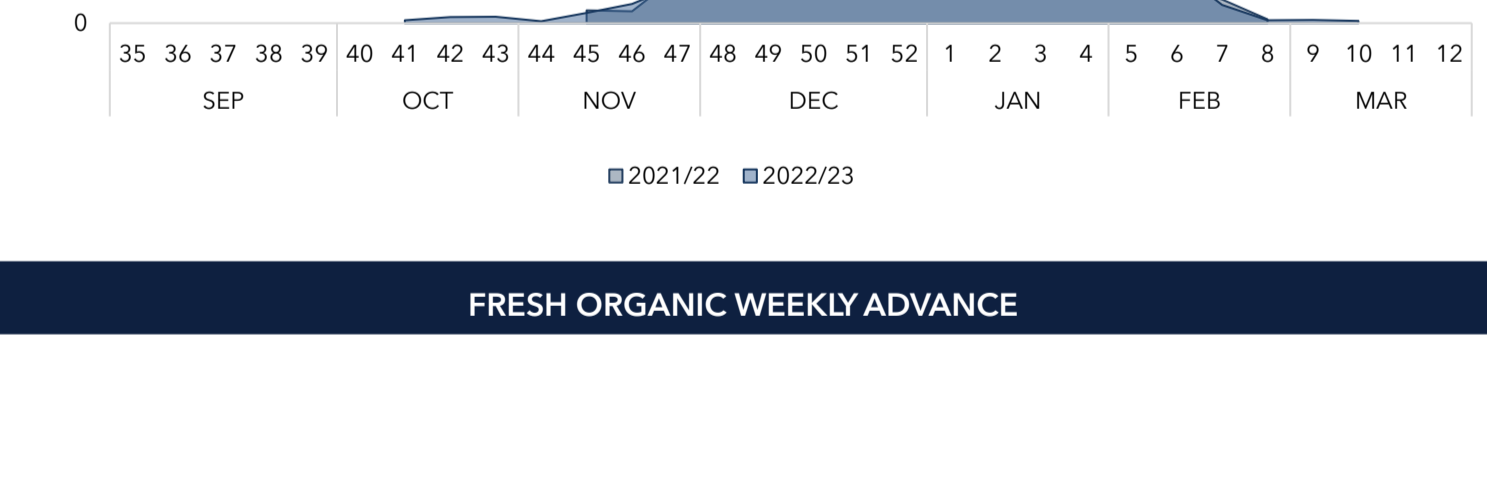 0
35 36 37 38 39 40 41 42 43 44 45 46 47 48 49 50 51 52 1 2 3 4 5 6 7 8 9 10 11 12
SEP OCT NOV DEC JAN FEB MAR
2021/22 2022/23
FRESH ORGANIC WEEKLY ADVANCE